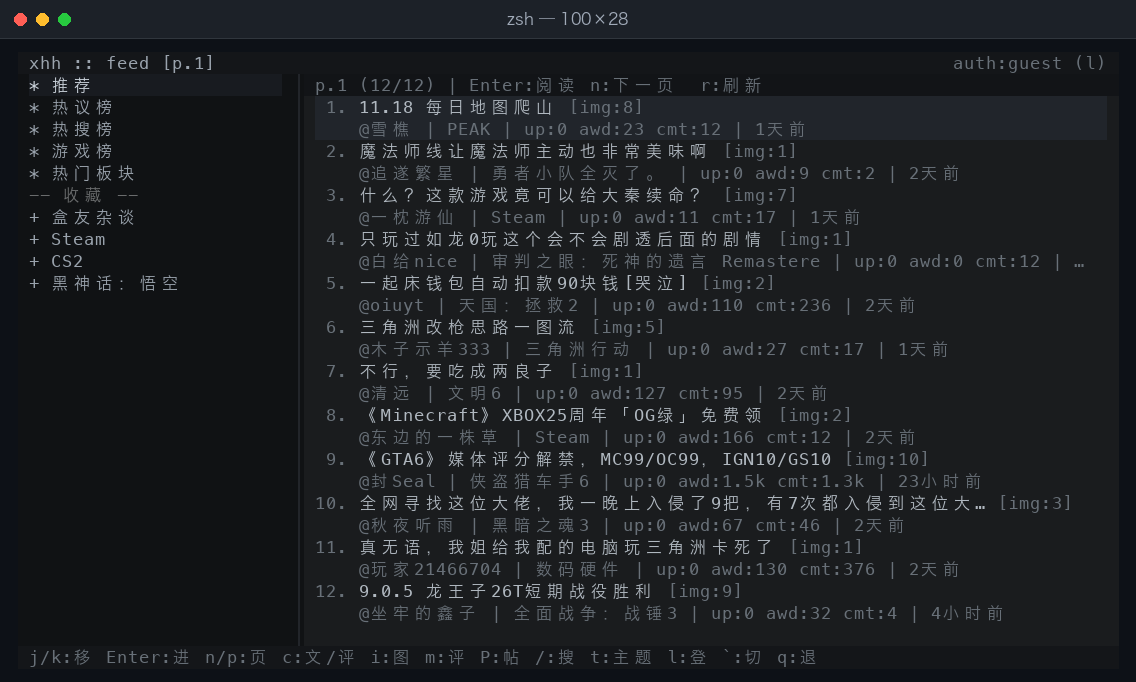 zsh — 100×28
xhh :: feed [p.1] auth:guest (l)
* 推荐
* 热议榜
* 热搜榜
* 游戏榜
* 热门板块
—— 收藏 ——
+ 盒友杂谈
+ Steam
+ CS2
+ 黑神话：悟空
p.1 (12/12) | Enter:阅读 n:下一页 r:刷新
1. 11.18 每日地图爬山 [img:8]
@雪樵 | PEAK | up:0 awd:23 cmt:12 | 1天前
2. 魔法师线让魔法师主动也非常美味啊 [img:1]
@追遂繁星 | 勇者小队全灭了。 | up:0 awd:9 cmt:2 | 2天前
3. 什么？这款游戏竟可以给大秦续命？ [img:7]
@一枕游仙 | Steam | up:0 awd:11 cmt:17 | 1天前
4. 只玩过如龙0玩这个会不会剧透后面的剧情 [img:1]
@白给nice | 审判之眼：死神的遗言 Remastere | up:0 awd:0 cmt:12 | …
5. 一起床钱包自动扣款90块钱[哭泣] [img:2]
@oiuyt | 天国：拯救2 | up:0 awd:110 cmt:236 | 2天前
6. 三角洲改枪思路一图流 [img:5]
@木子示羊333 | 三角洲行动 | up:0 awd:27 cmt:17 | 1天前
7. 不行，要吃成两良子 [img:1]
@清远 | 文明6 | up:0 awd:127 cmt:95 | 2天前
8. 《Minecraft》XBOX25周年「OG绿」免费领 [img:2]
@东边的一株草 | Steam | up:0 awd:166 cmt:12 | 2天前
9. 《GTA6》媒体评分解禁，MC99/OC99，IGN10/GS10 [img:10]
@封Seal | 侠盗猎车手6 | up:0 awd:1.5k cmt:1.3k | 23小时前
10. 全网寻找这位大佬，我一晚上入侵了9把，有7次都入侵到这位大… [img:3]
@秋夜听雨 | 黑暗之魂3 | up:0 awd:67 cmt:46 | 2天前
11. 真无语，我姐给我配的电脑玩三角洲卡死了 [img:1]
@玩家21466704 | 数码硬件 | up:0 awd:130 cmt:376 | 2天前
12. 9.0.5 龙王子26T短期战役胜利 [img:9]
@坐牢的鑫子 | 全面战争：战锤3 | up:0 awd:32 cmt:4 | 4小时前
j/k:移 Enter:进 n/p:页 c:文/评 i:图 m:评 P:帖 /:搜 t:主题 l:登 `:切 q:退